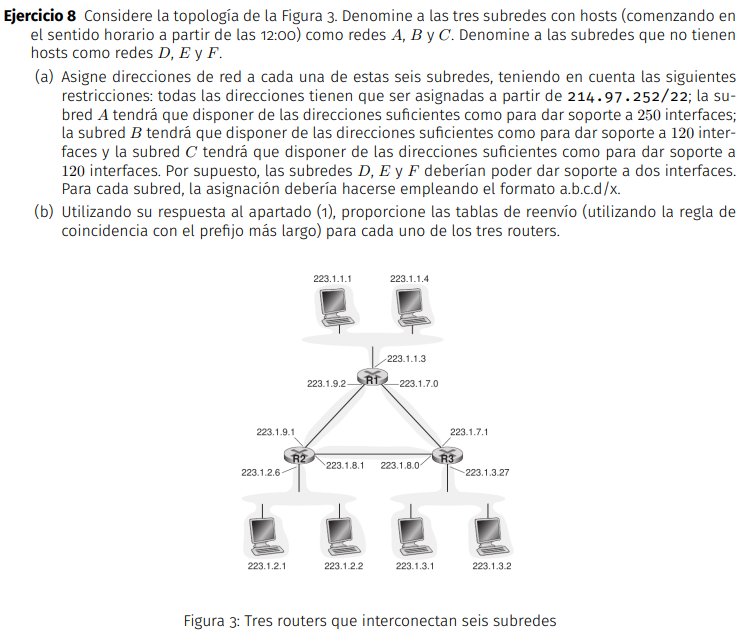 Ejercicio 8 Considere la topología de la Figura 3. Denomine a las tres subredes con hosts (comenzando en
el sentido horario a partir de las 12:00) como redes A, B y C. Denomine a las subredes que no tienen
hosts como redes D, E y F.
(a) Asigne direcciones de red a cada una de estas seis subredes, teniendo en cuenta las siguientes
restricciones: todas las direcciones tienen que ser asignadas a partir de 214.97.252/22; la su-
bred A tendrá que disponer de las direcciones suficientes como para dar soporte a 250 interfaces;
la subred B tendrá que disponer de las direcciones suficientes como para dar soporte a 120 inter-
faces y la subred C tendrá que disponer de las direcciones suficientes como para dar soporte a
120 interfaces. Por supuesto, las subredes D, E y F deberían poder dar soporte a dos interfaces.
Para cada subred, la asignación debería hacerse empleando el formato a.b.c.d/x.
(b) Utilizando su respuesta al apartado (1), proporcione las tablas de reenvío (utilizando la regla de
coincidencia con el prefijo más largo) para cada uno de los tres routers.
223.1.1.1 223.1.1.4
223.1.1.3
223.1.9.2 R1 223.1.7.0
223.1.9.1 223.1.7.1
R2 R3
223.1.8.1 223.1.8.0
223.1.2.6 223.1.3.27
223.1.2.1 223.1.2.2 223.1.3.1 223.1.3.2
Figura 3: Tres routers que interconectan seis subredes